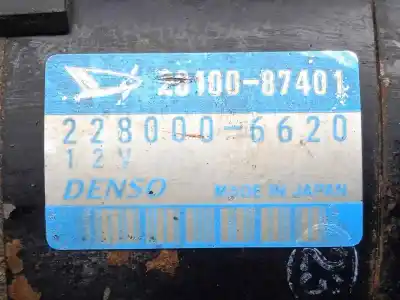 28100-87401
228000-6620
12V
DENSO MADE IN JAPAN